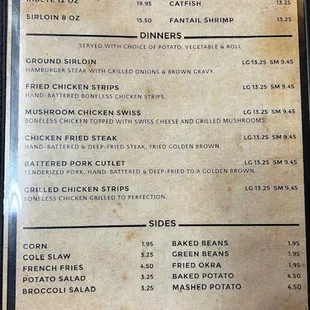 RIBEYE 12 OZ 19.95 CATFISH 13.25
SIRLOIN 8 OZ 15.50 FANTAIL SHRIMP 13.25
DINNERS
SERVED WITH CHOICE OF POTATO, VEGETABLE & ROLL
GROUND SIRLOIN LG 13.25 SM 9.45
HAMBURGER STEAK WITH GRILLED ONIONS & BROWN GRAVY.
FRIED CHICKEN STRIPS LG 13.25 SM 9.45
HAND-BATTERED BONELESS CHICKEN STRIPS.
MUSHROOM CHICKEN SWISS LG 13.25 SM 9.45
BONELESS CHICKEN TOPPED WITH SWISS CHEESE AND GRILLED MUSHROOMS.
CHICKEN FRIED STEAK LG 13.25 SM 9.45
HAND-BATTERED & DEEP-FRIED STEAK, FRIED GOLDEN BROWN.
BATTERED PORK CUTLET LG 13.25 SM 9.45
TENDERIZED PORK, HAND-BATTERED & DEEP-FRIED TO A GOLDEN BROWN.
GRILLED CHICKEN STRIPS LG 13.25 SM 9.45
BONELESS CHICKEN GRILLED TO PERFECTION.
SIDES
CORN 1.95 BAKED BEANS 1.95
COLE SLAW 3.25 GREEN BEANS 1.95
FRENCH FRIES 4.50 FRIED OKRA 4.50
POTATO SALAD 3.25 BAKED POTATO 4.50
BROCCOLI SALAD 3.25 MASHED POTATO 4.50